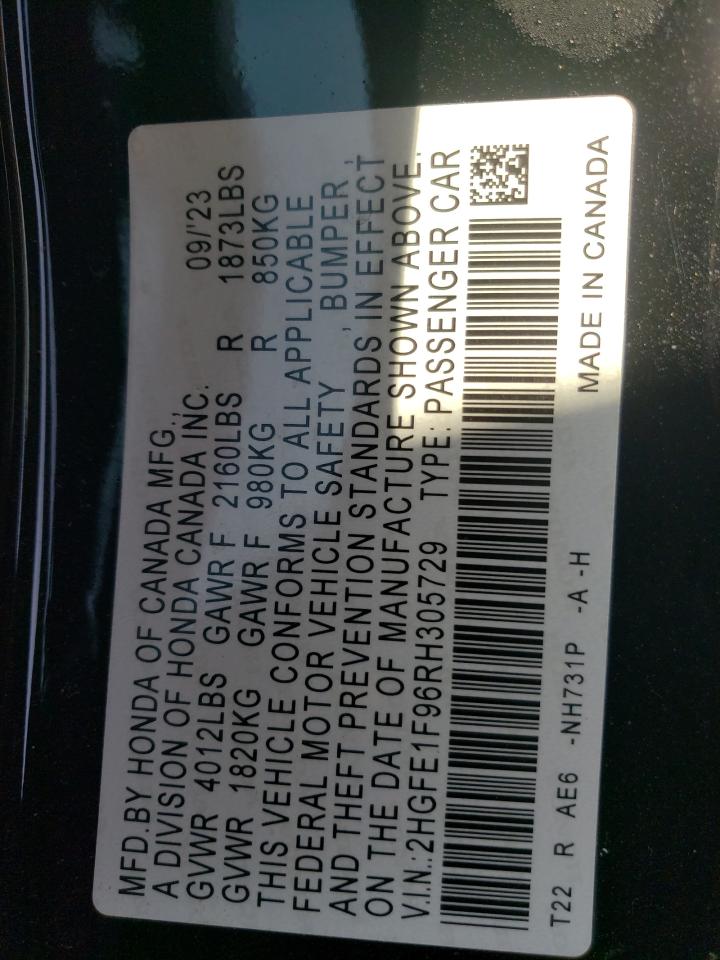 MFD.BY HONDA OF CANADA MFG.,
A DIVISION OF HONDA CANADA INC. 09/'23
GVWR 4012LBS GAWR F 2160LBS R 1873LBS
GVWR 1820KG GAWR F 980KG R 850KG
THIS VEHICLE CONFORMS TO ALL APPLICABLE
FEDERAL MOTOR VEHICLE SAFETY , BUMPER ,
AND THEFT PREVENTION STANDARDS IN EFFECT
ON THE DATE OF MANUFACTURE SHOWN ABOVE.
V.I.N.:2HGFE1F96RH305729 TYPE: PASSENGER CAR
T22 R AE6 -NH731P -A -H MADE IN CANADA